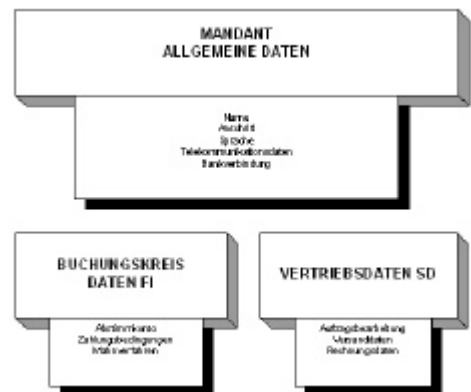 MANDANT
ALLGEMEINE DATEN
Name
Anschrift
Sprache
Telekommunikationsdaten
Bankverbindung
BUCHUNGSKREIS
DATEN FI
Abstimmkonto
Zahlungsbedingungen
Mahnverfahren
VERTRIEBSDATEN SD
Auftragsbearbeitung
Versanddaten
Rechnungsdaten